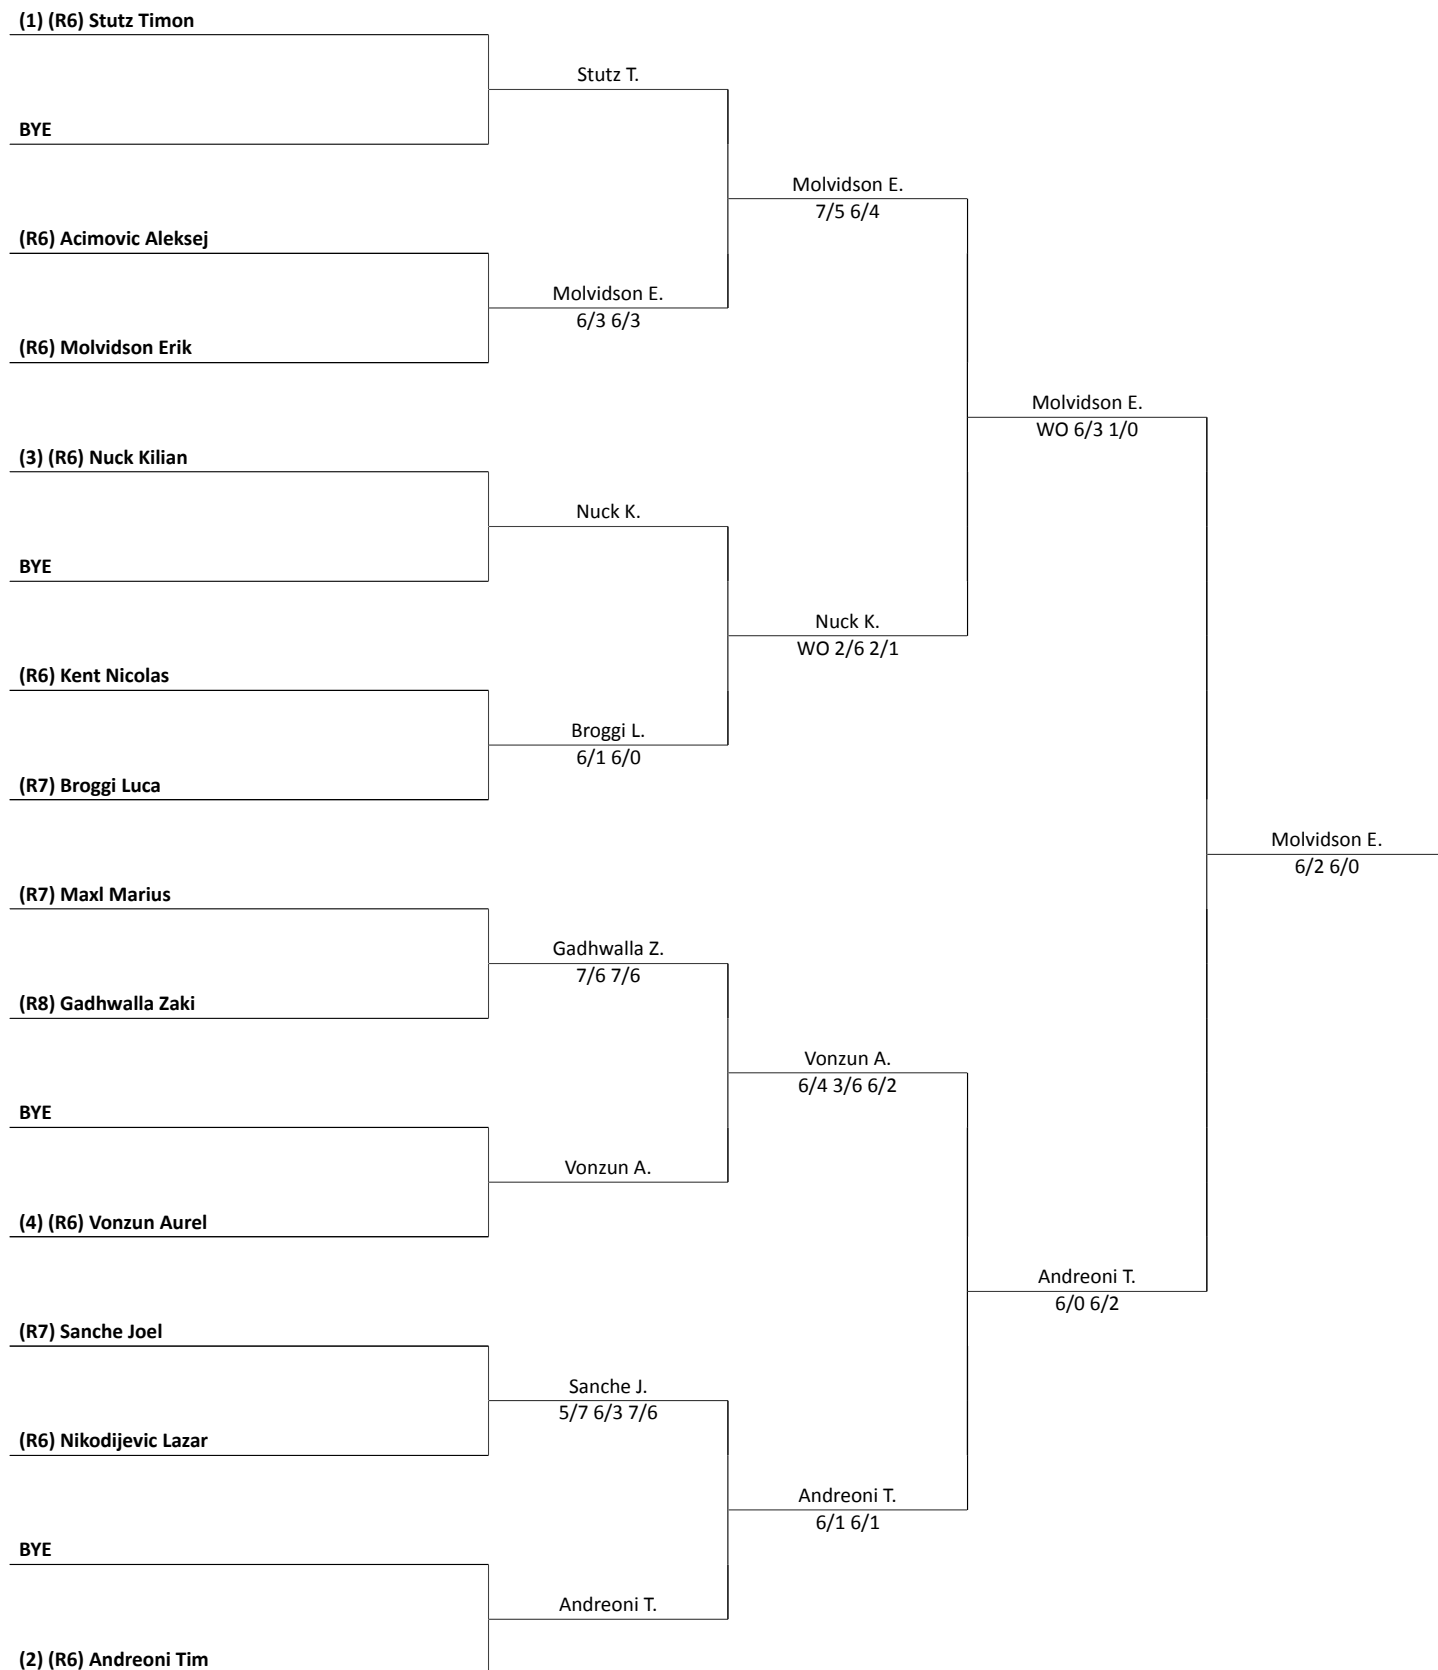 (1) (R6) Stutz Timon
Stutz T.
BYE
Molvidson E.
7/5 6/4
(R6) Acimovic Aleksej
Molvidson E.
6/3 6/3
(R6) Molvidson Erik
Molvidson E.
WO 6/3 1/0
(3) (R6) Nuck Kilian
Nuck K.
BYE
Nuck K.
WO 2/6 2/1
(R6) Kent Nicolas
Broggi L.
6/1 6/0
(R7) Broggi Luca
Molvidson E.
6/2 6/0
(R7) Maxl Marius
Gadhwalla Z.
7/6 7/6
(R8) Gadhwalla Zaki
Vonzun A.
6/4 3/6 6/2
BYE
Vonzun A.
(4) (R6) Vonzun Aurel
Andreoni T.
6/0 6/2
(R7) Sanche Joel
Sanche J.
5/7 6/3 7/6
(R6) Nikodijevic Lazar
Andreoni T.
6/1 6/1
BYE
Andreoni T.
(2) (R6) Andreoni Tim